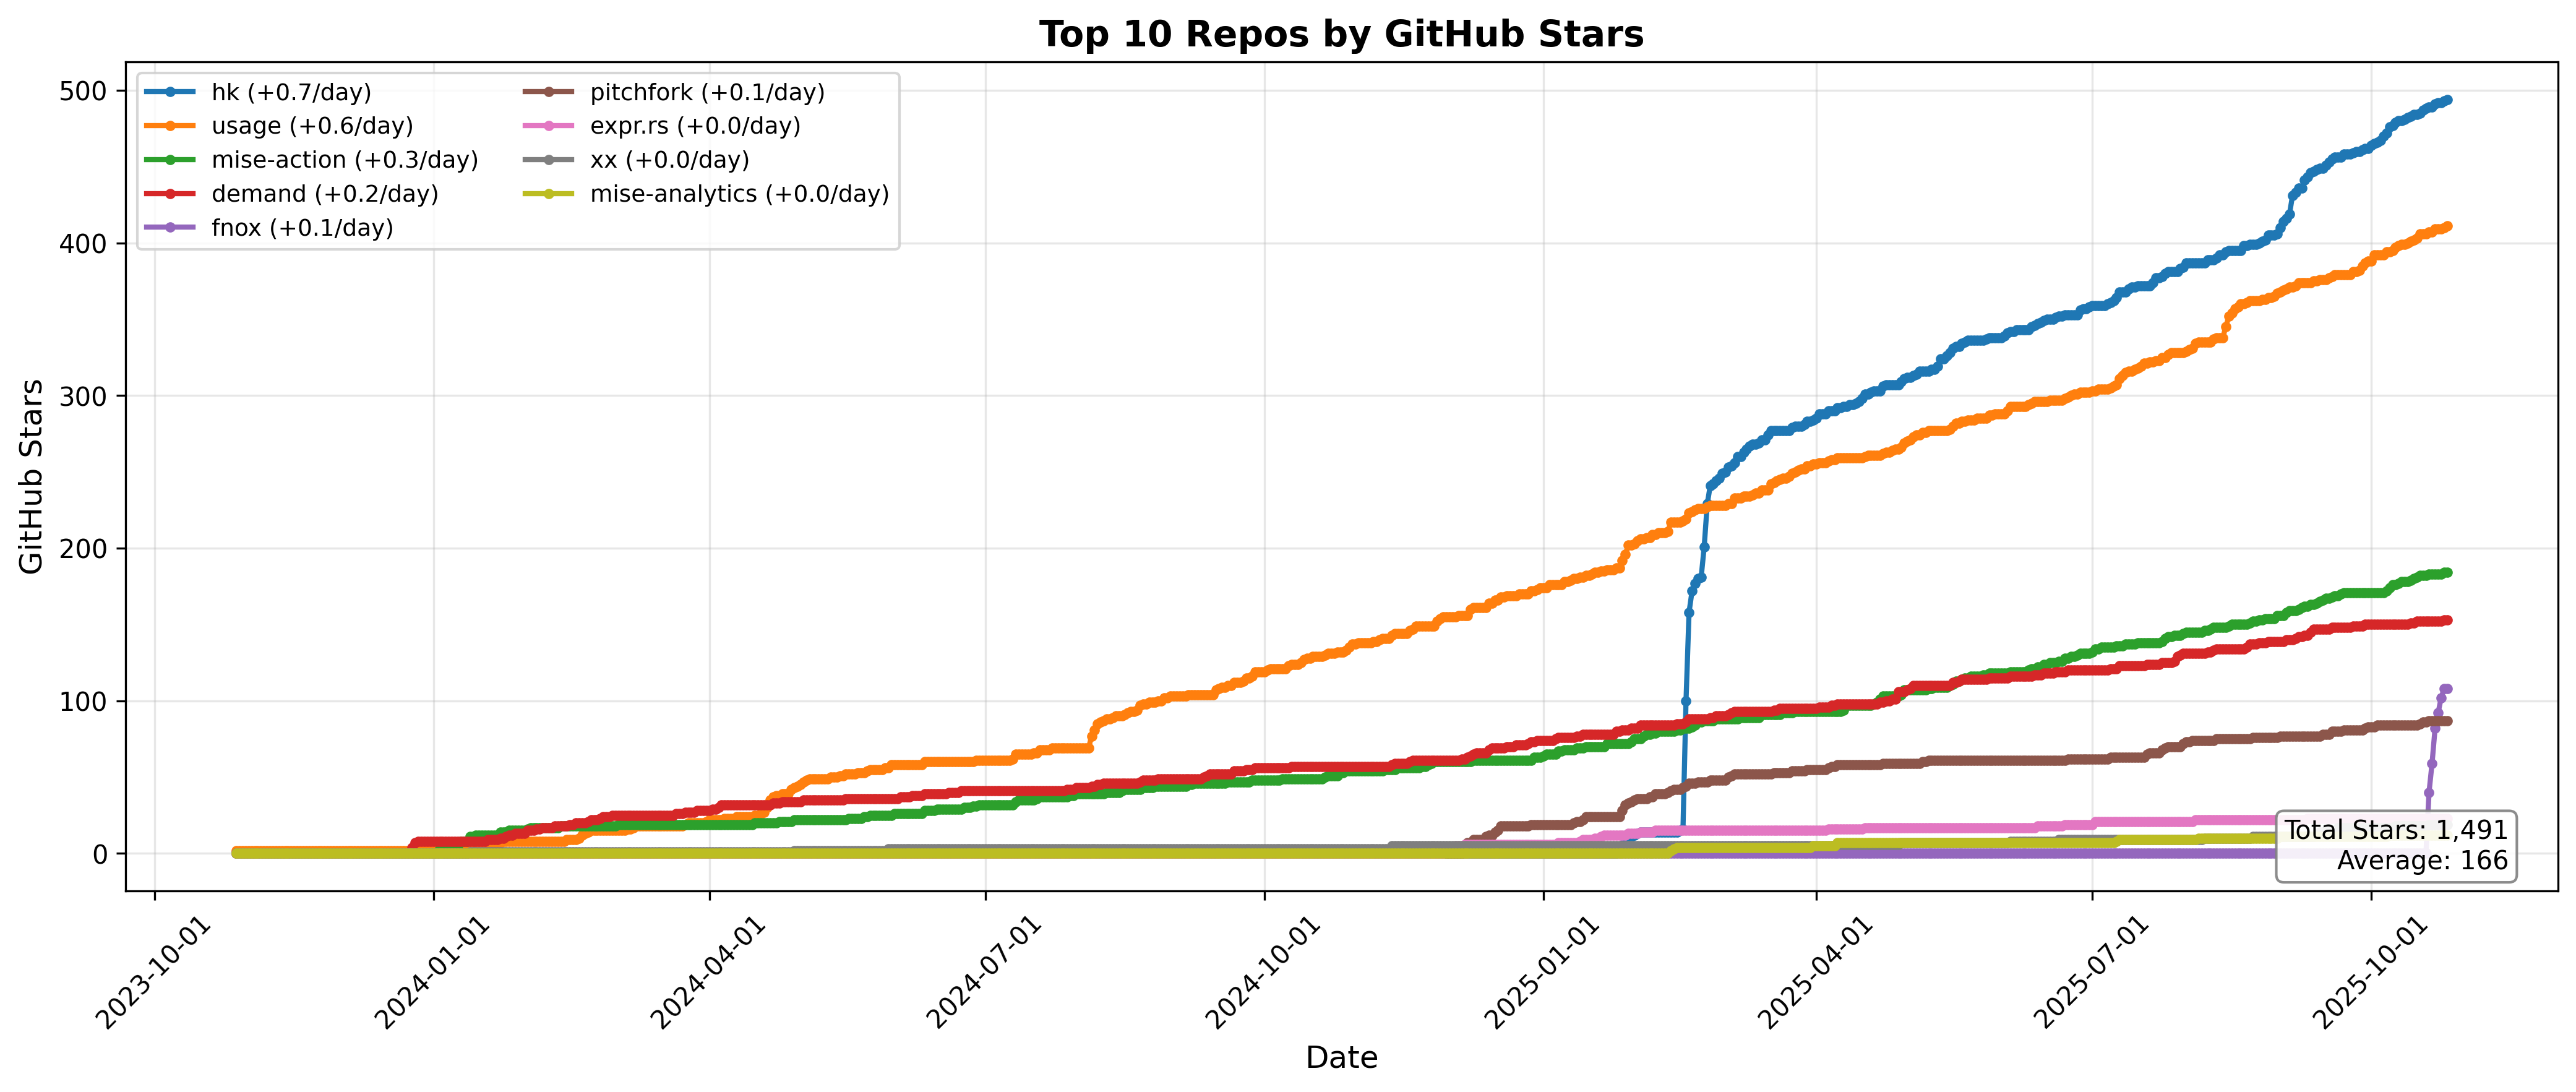 Top 10 Repos by GitHub Stars
hk (+0.7/day)
usage (+0.6/day)
mise-action (+0.3/day)
demand (+0.2/day)
fnox (+0.1/day)
pitchfork (+0.1/day)
expr.rs (+0.0/day)
xx (+0.0/day)
mise-analytics (+0.0/day)
GitHub Stars
500
400
300
200
100
0
Total Stars: 1,491
Average: 166
2023-10-01
2024-01-01
2024-04-01
2024-07-01
2024-10-01
2025-01-01
2025-04-01
2025-07-01
2025-10-01
Date